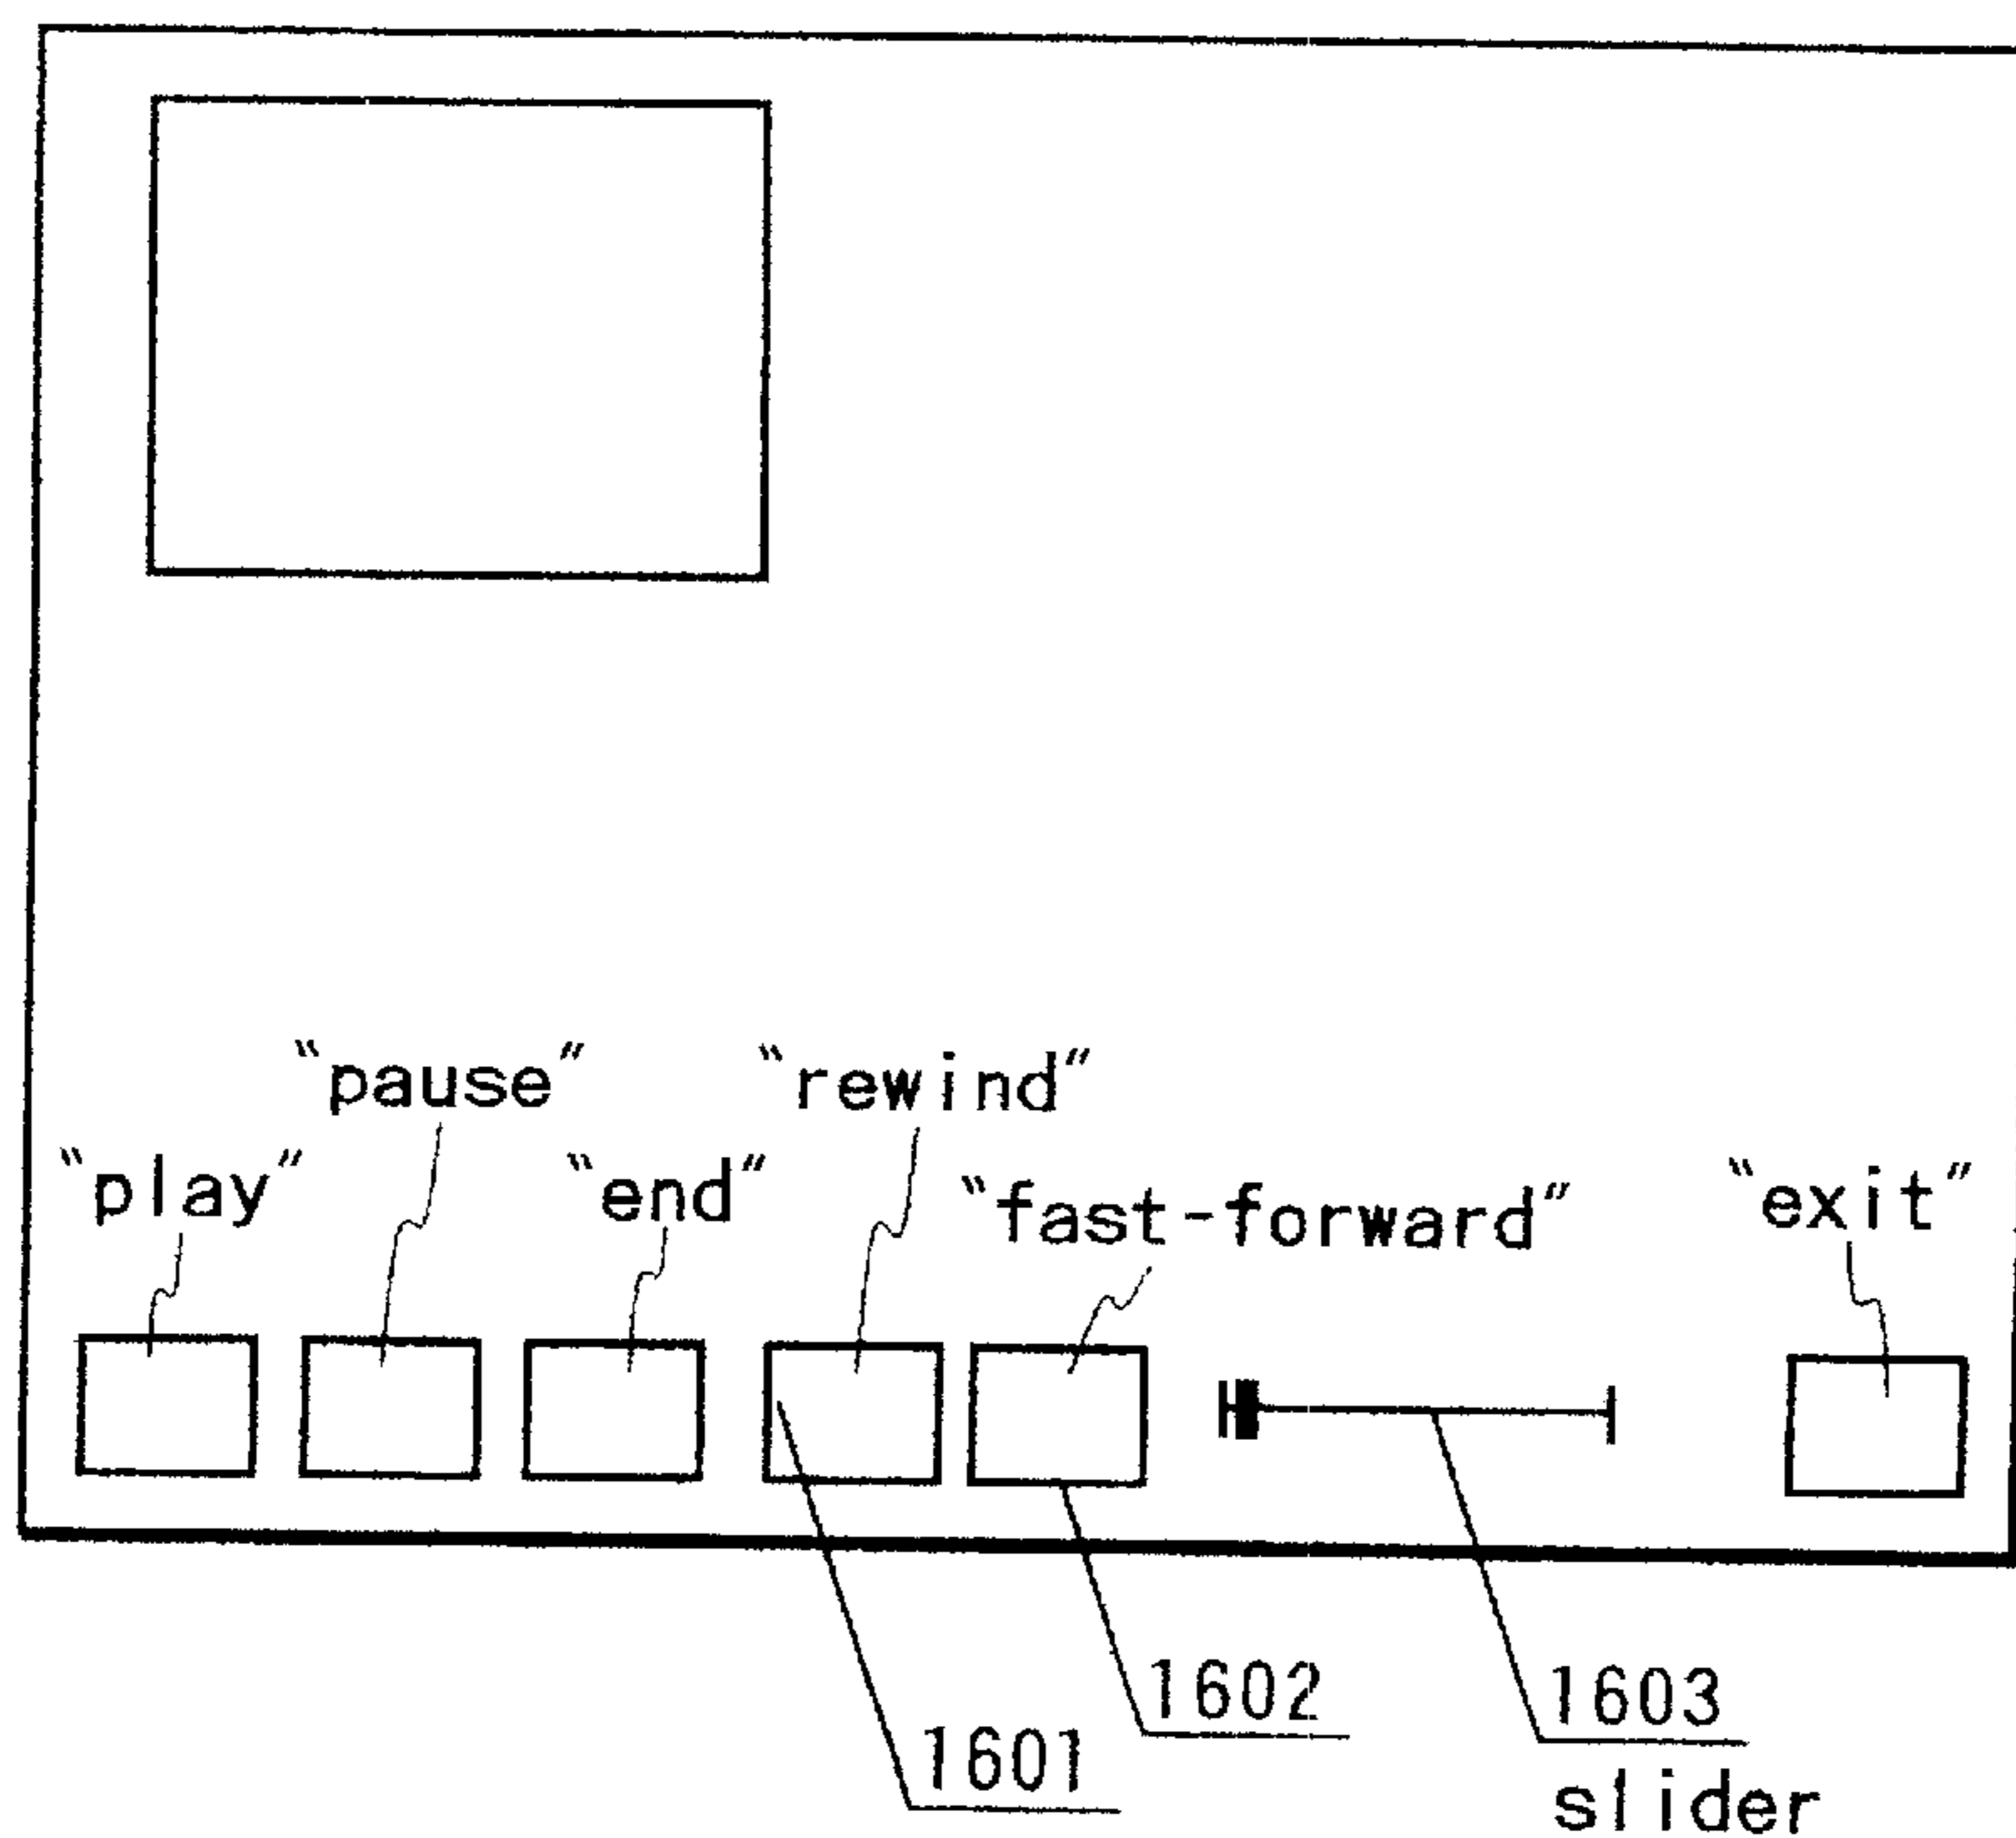 “pause”
“rewind”
“play”
“end”
“fast-forward”
“exit”
1601
1602
1603
slider